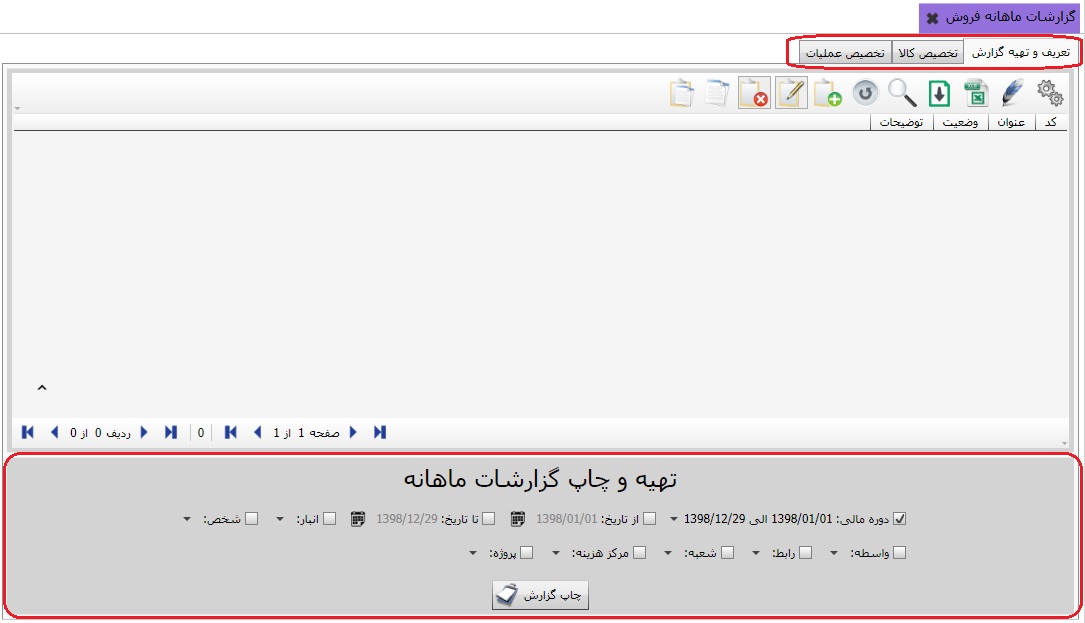 گزارشات ماهانه فروش
تعریف و تهیه گزارش تخصیص کالا تخصیص عملیات
کد عنوان وضعیت توضیحات
صفحه 1 از 1 0 ردیف 0 از 0
تهیه و چاپ گزارشات ماهانه
دوره مالی: 1398/01/01 الی 1398/12/29 از تاریخ: 1398/01/01 تا تاریخ: 1398/12/29 انبار: شخص:
واسطه: رابط: شعبه: مرکز هزینه: پروژه:
چاپ گزارش